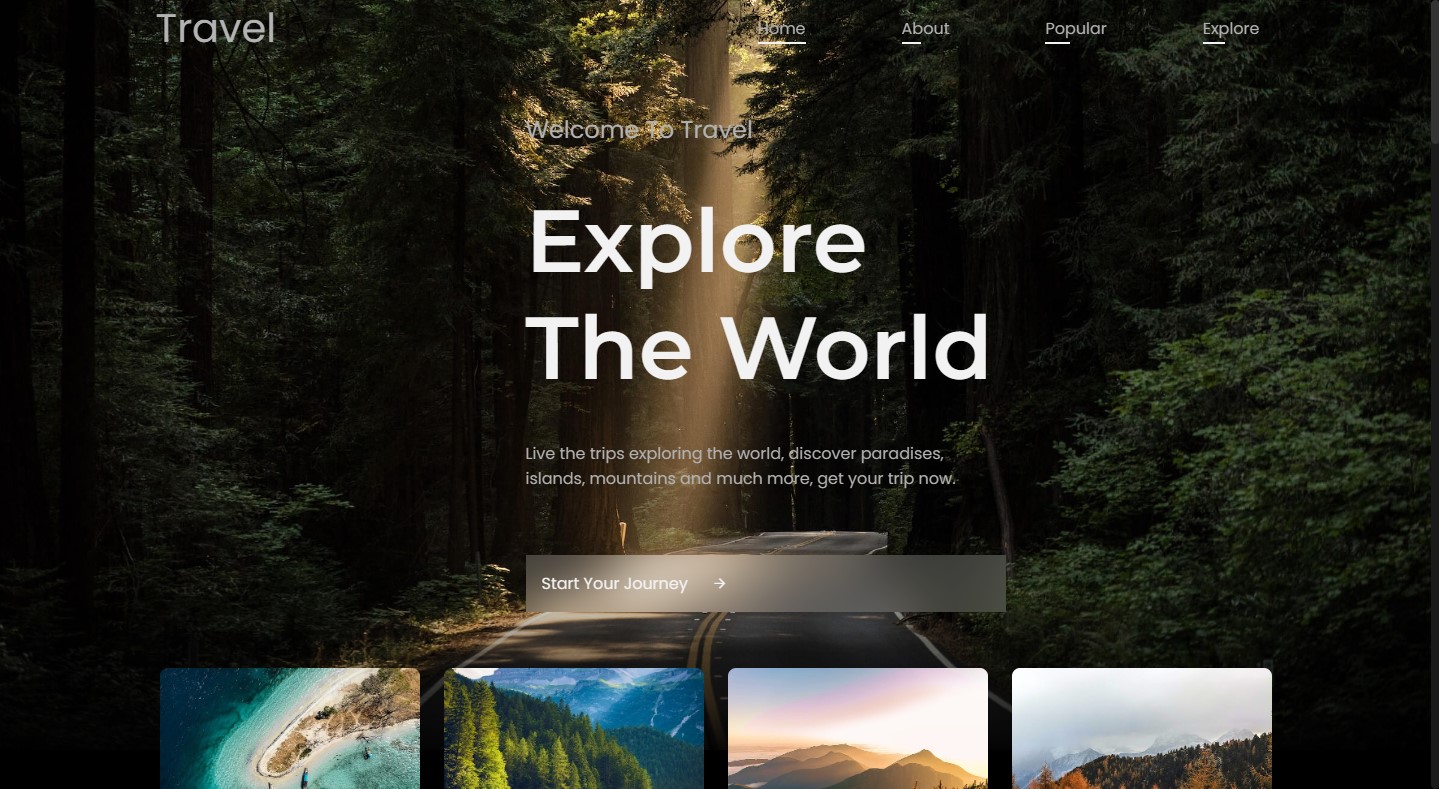 Travel
Home
About
Popular
Explore
Welcome To Travel
Explore
The World
Live the trips exploring the world, discover paradises,
islands, mountains and much more, get your trip now.
Start Your Journey →